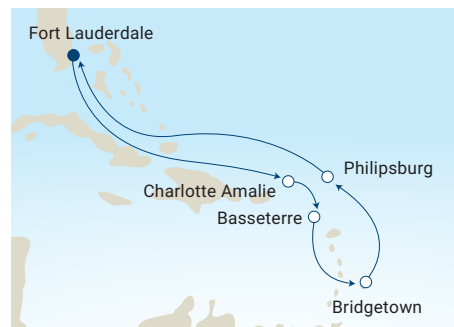 Fort Lauderdale
Philipsburg
Charlotte Amalie
Basseterre
Bridgetown